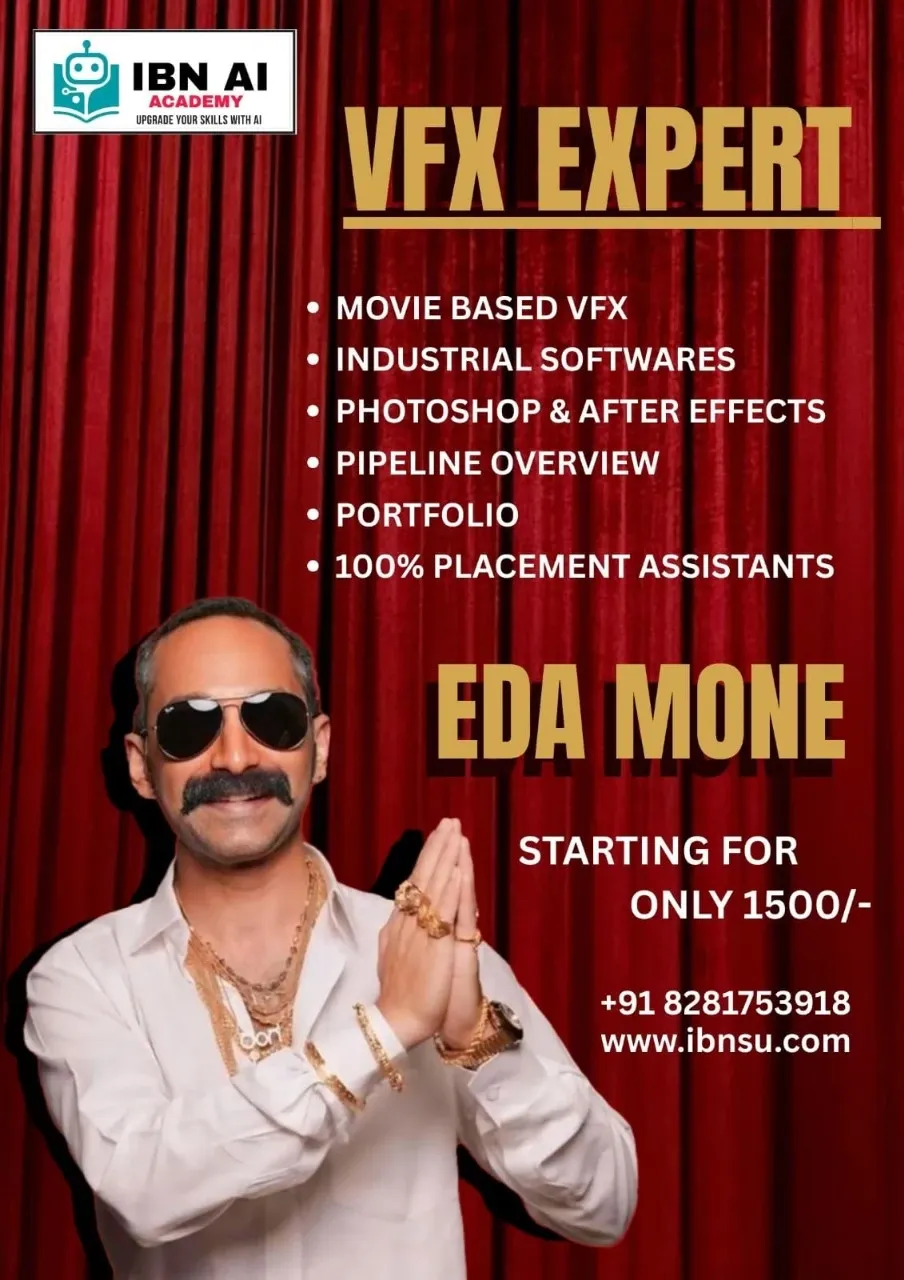 IBN AI
ACADEMY
UPGRADE YOUR SKILLS WITH AI
VFX EXPERT
• MOVIE BASED VFX
• INDUSTRIAL SOFTWARES
• PHOTOSHOP & AFTER EFFECTS
• PIPELINE OVERVIEW
• PORTFOLIO
• 100% PLACEMENT ASSISTANTS
EDA MONE
STARTING FOR
ONLY 1500/-
+91 8281753918
www.ibnsu.com